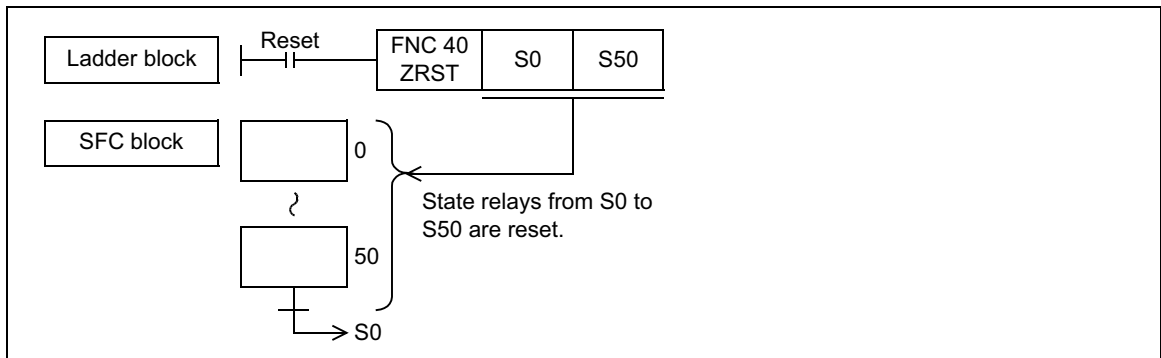 Ladder block
Reset
FNC 40
ZRST
S0
S50
SFC block
0
State relays from S0 to
S50 are reset.
50
S0